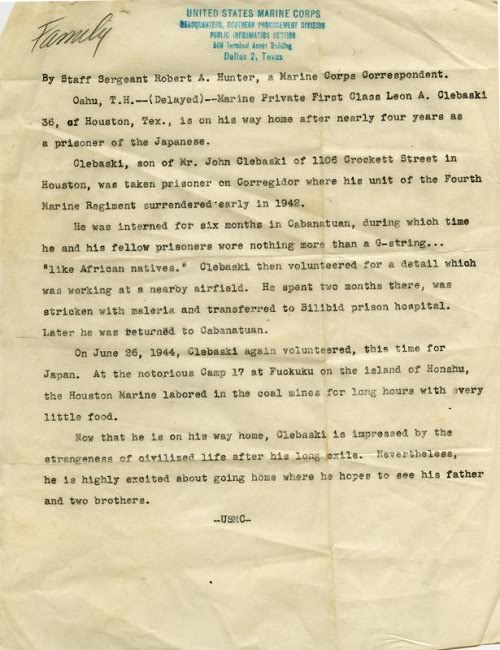 Family
UNITED STATES MARINE CORPS
HEADQUARTERS, SOUTHERN PROCUREMENT DIVISION
PUBLIC INFORMATION SECTION
609 Terminal Annex Building
Dallas 2, Texas
By Staff Sergeant Robert A. Hunter, a Marine Corps Correspondent.
Oahu, T.H.--(Delayed)--Marine Private First Class Leon A. Clebaski
36, of Houston, Tex., is on his way home after nearly four years as
a prisoner of the Japanese.
Clebaski, son of Mr. John Clebaski of 1106 Crockett Street in
Houston, was taken prisoner on Corregidor where his unit of the Fourth
Marine Regiment surrendered early in 1942.
He was interned for six months in Cabanatuan, during which time
he and his fellow prisoners wore nothing more than a G-string...
"like African natives." Clebaski then volunteered for a detail which
was working at a nearby airfield. He spent two months there, was
stricken with maleria and transferred to Bilibid prison hospital.
Later he was returned to Cabanatuan.
On June 26, 1944, Clebaski again volunteered, this time for
Japan. At the notorious Camp 17 at Fuokuku on the island of Honshu,
the Houston Marine labored in the coal mines for long hours with every
little food.
Now that he is on his way home, Clebaski is impressed by the
strangeness of civilized life after his long exile. Nevertheless,
he is highly excited about going home where he hopes to see his father
and two brothers.
-USMC-